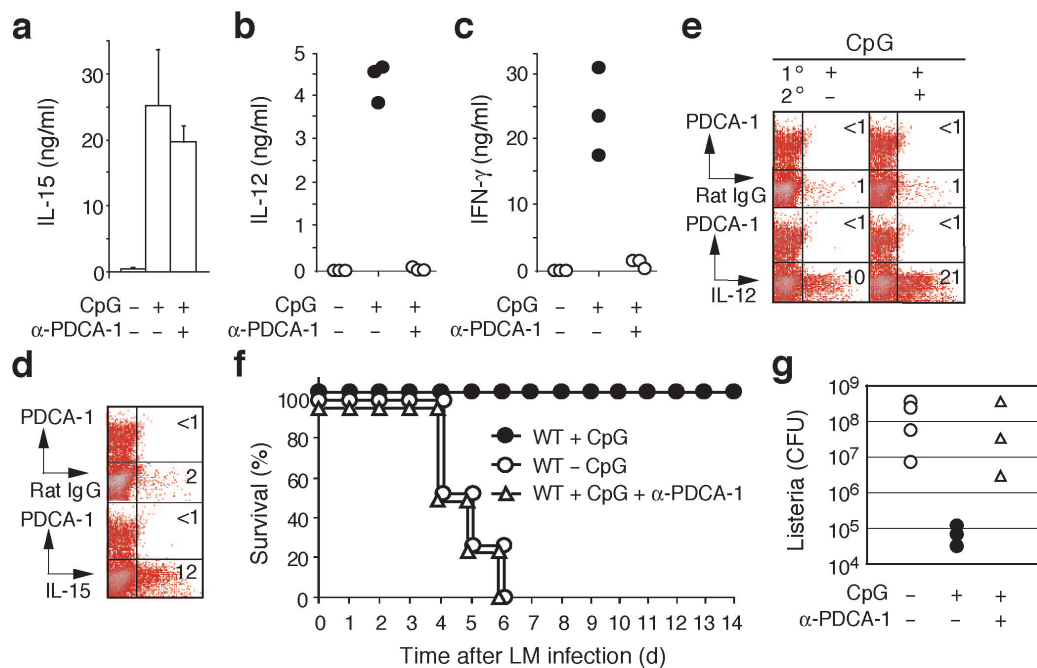 a
IL-15 (ng/ml)
30
20
10
0
CpG – + +
α-PDCA-1 – – +
b
IL-12 (ng/ml)
5
4
3
2
1
0
CpG – + +
α-PDCA-1 – – +
c
IFN-γ (ng/ml)
30
20
10
0
CpG – + +
α-PDCA-1 – – +
e
CpG
1° + +
2° – +
PDCA-1
<1 <1
Rat IgG
1 1
PDCA-1
<1 <1
IL-12
10 21
d
PDCA-1
<1
Rat IgG
2
PDCA-1
<1
IL-15
12
f
Survival (%)
100
80
60
40
20
0
WT + CpG
WT – CpG
WT + CpG + α-PDCA-1
0 1 2 3 4 5 6 7 8 9 10 11 12 13 14
Time after LM infection (d)
g
Listeria (CFU)
10⁹
10⁸
10⁷
10⁶
10⁵
10⁴
CpG – + +
α-PDCA-1 – – +